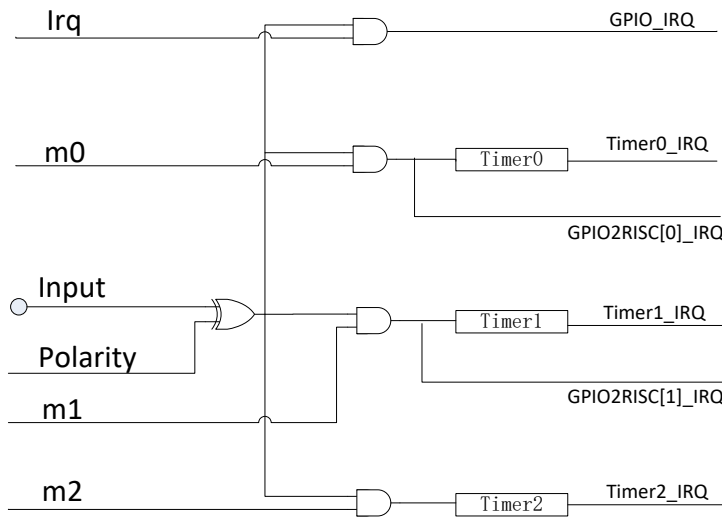 Irq
GPIO_IRQ
m0
Timer0
Timer0_IRQ
GPIO2RISC[0]_IRQ
Input
Timer1
Timer1_IRQ
Polarity
m1
GPIO2RISC[1]_IRQ
m2
Timer2
Timer2_IRQ